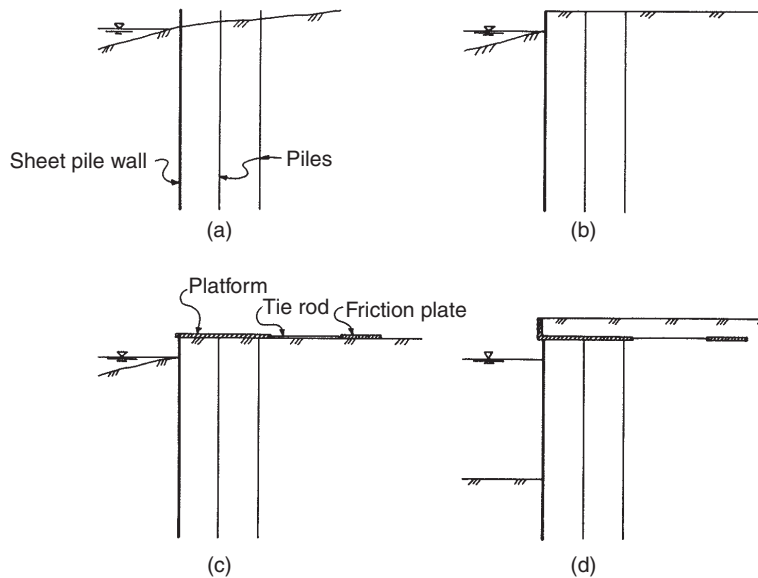 Sheet pile wall
Piles
(a)
(b)
Platform
Tie rod
Friction plate
(c)
(d)